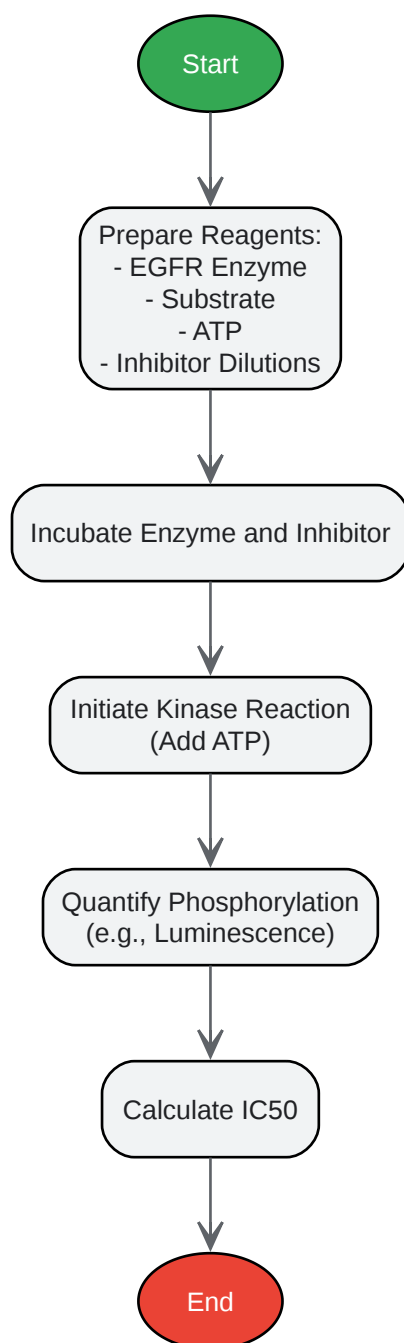 Start
Prepare Reagents:
- EGFR Enzyme
- Substrate
- ATP
- Inhibitor Dilutions
Incubate Enzyme and Inhibitor
Initiate Kinase Reaction
(Add ATP)
Quantify Phosphorylation
(e.g., Luminescence)
Calculate IC50
End